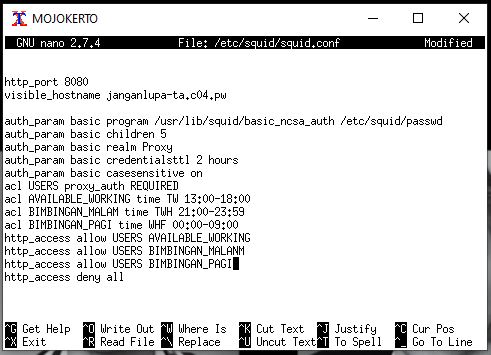 MOJOKERTO
GNU nano 2.7.4 File: /etc/squid/squid.conf Modified
http_port 8080
visible_hostname janganlupa-ta.c04.pw
auth_param basic program /usr/lib/squid/basic_ncsa_auth /etc/squid/passwd
auth_param basic children 5
auth_param basic realm Proxy
auth_param basic credentialsttl 2 hours
auth_param basic casesensitive on
acl USERS proxy_auth REQUIRED
acl AVAILABLE_WORKING time TW 13:00-18:00
acl BIMBINGAN_MALAM time TWH 21:00-23:59
acl BIMBINGAN_PAGI time WHF 00:00-09:00
http_access allow USERS AVAILABLE_WORKING
http_access allow USERS BIMBINGAN_MALANM
http_access allow USERS BIMBINGAN_PAGI
http_access deny all
^G Get Help ^O Write Out ^W Where Is ^K Cut Text ^J Justify ^C Cur Pos
^X Exit ^R Read File ^\ Replace ^U Uncut Text ^T To Spell ^_ Go To Line